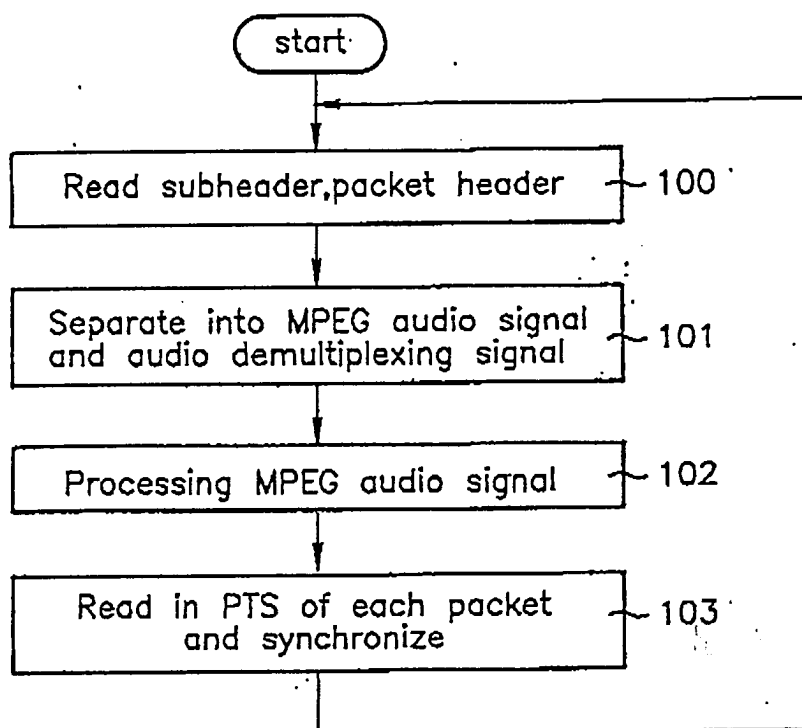 start
Read subheader,packet header 100
Separate into MPEG audio signal
and audio demultiplexing signal 101
Processing MPEG audio signal 102
Read in PTS of each packet
and synchronize 103